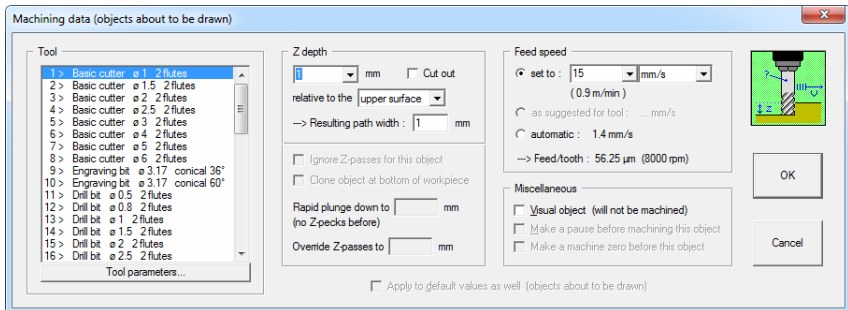 Machining data (objects about to be drawn)
Tool
1 > Basic cutter ø 1 2 flutes
2 > Basic cutter ø 1.5 2 flutes
3 > Basic cutter ø 2 2 flutes
4 > Basic cutter ø 2.5 2 flutes
5 > Basic cutter ø 3 2 flutes
6 > Basic cutter ø 4 2 flutes
7 > Basic cutter ø 5 2 flutes
8 > Basic cutter ø 6 2 flutes
9 > Engraving bit ø 3.17 conical 36°
10 > Engraving bit ø 3.17 conical 60°
11 > Drill bit ø 0.5 2 flutes
12 > Drill bit ø 0.8 2 flutes
13 > Drill bit ø 1 2 flutes
14 > Drill bit ø 1.5 2 flutes
15 > Drill bit ø 2 2 flutes
16 > Drill bit ø 2.5 2 flutes
Tool parameters...
Z depth
1 mm Cut out
relative to the upper surface
---> Resulting path width : 1 mm
Ignore Z-passes for this object
Clone object at bottom of workpiece
Rapid plunge down to mm
(no Z-pecks before)
Override Z-passes to mm
Feed speed
set to : 15 mm/s
( 0.9 m/min )
as suggested for tool : ... mm/s
automatic : 1.4 mm/s
---> Feed/tooth : 56.25 µm (8000 rpm)
Miscellaneous
Visual object (will not be machined)
Make a pause before machining this object
Make a machine zero before this object
Apply to default values as well (objects about to be drawn)
?
V
Z
OK
Cancel